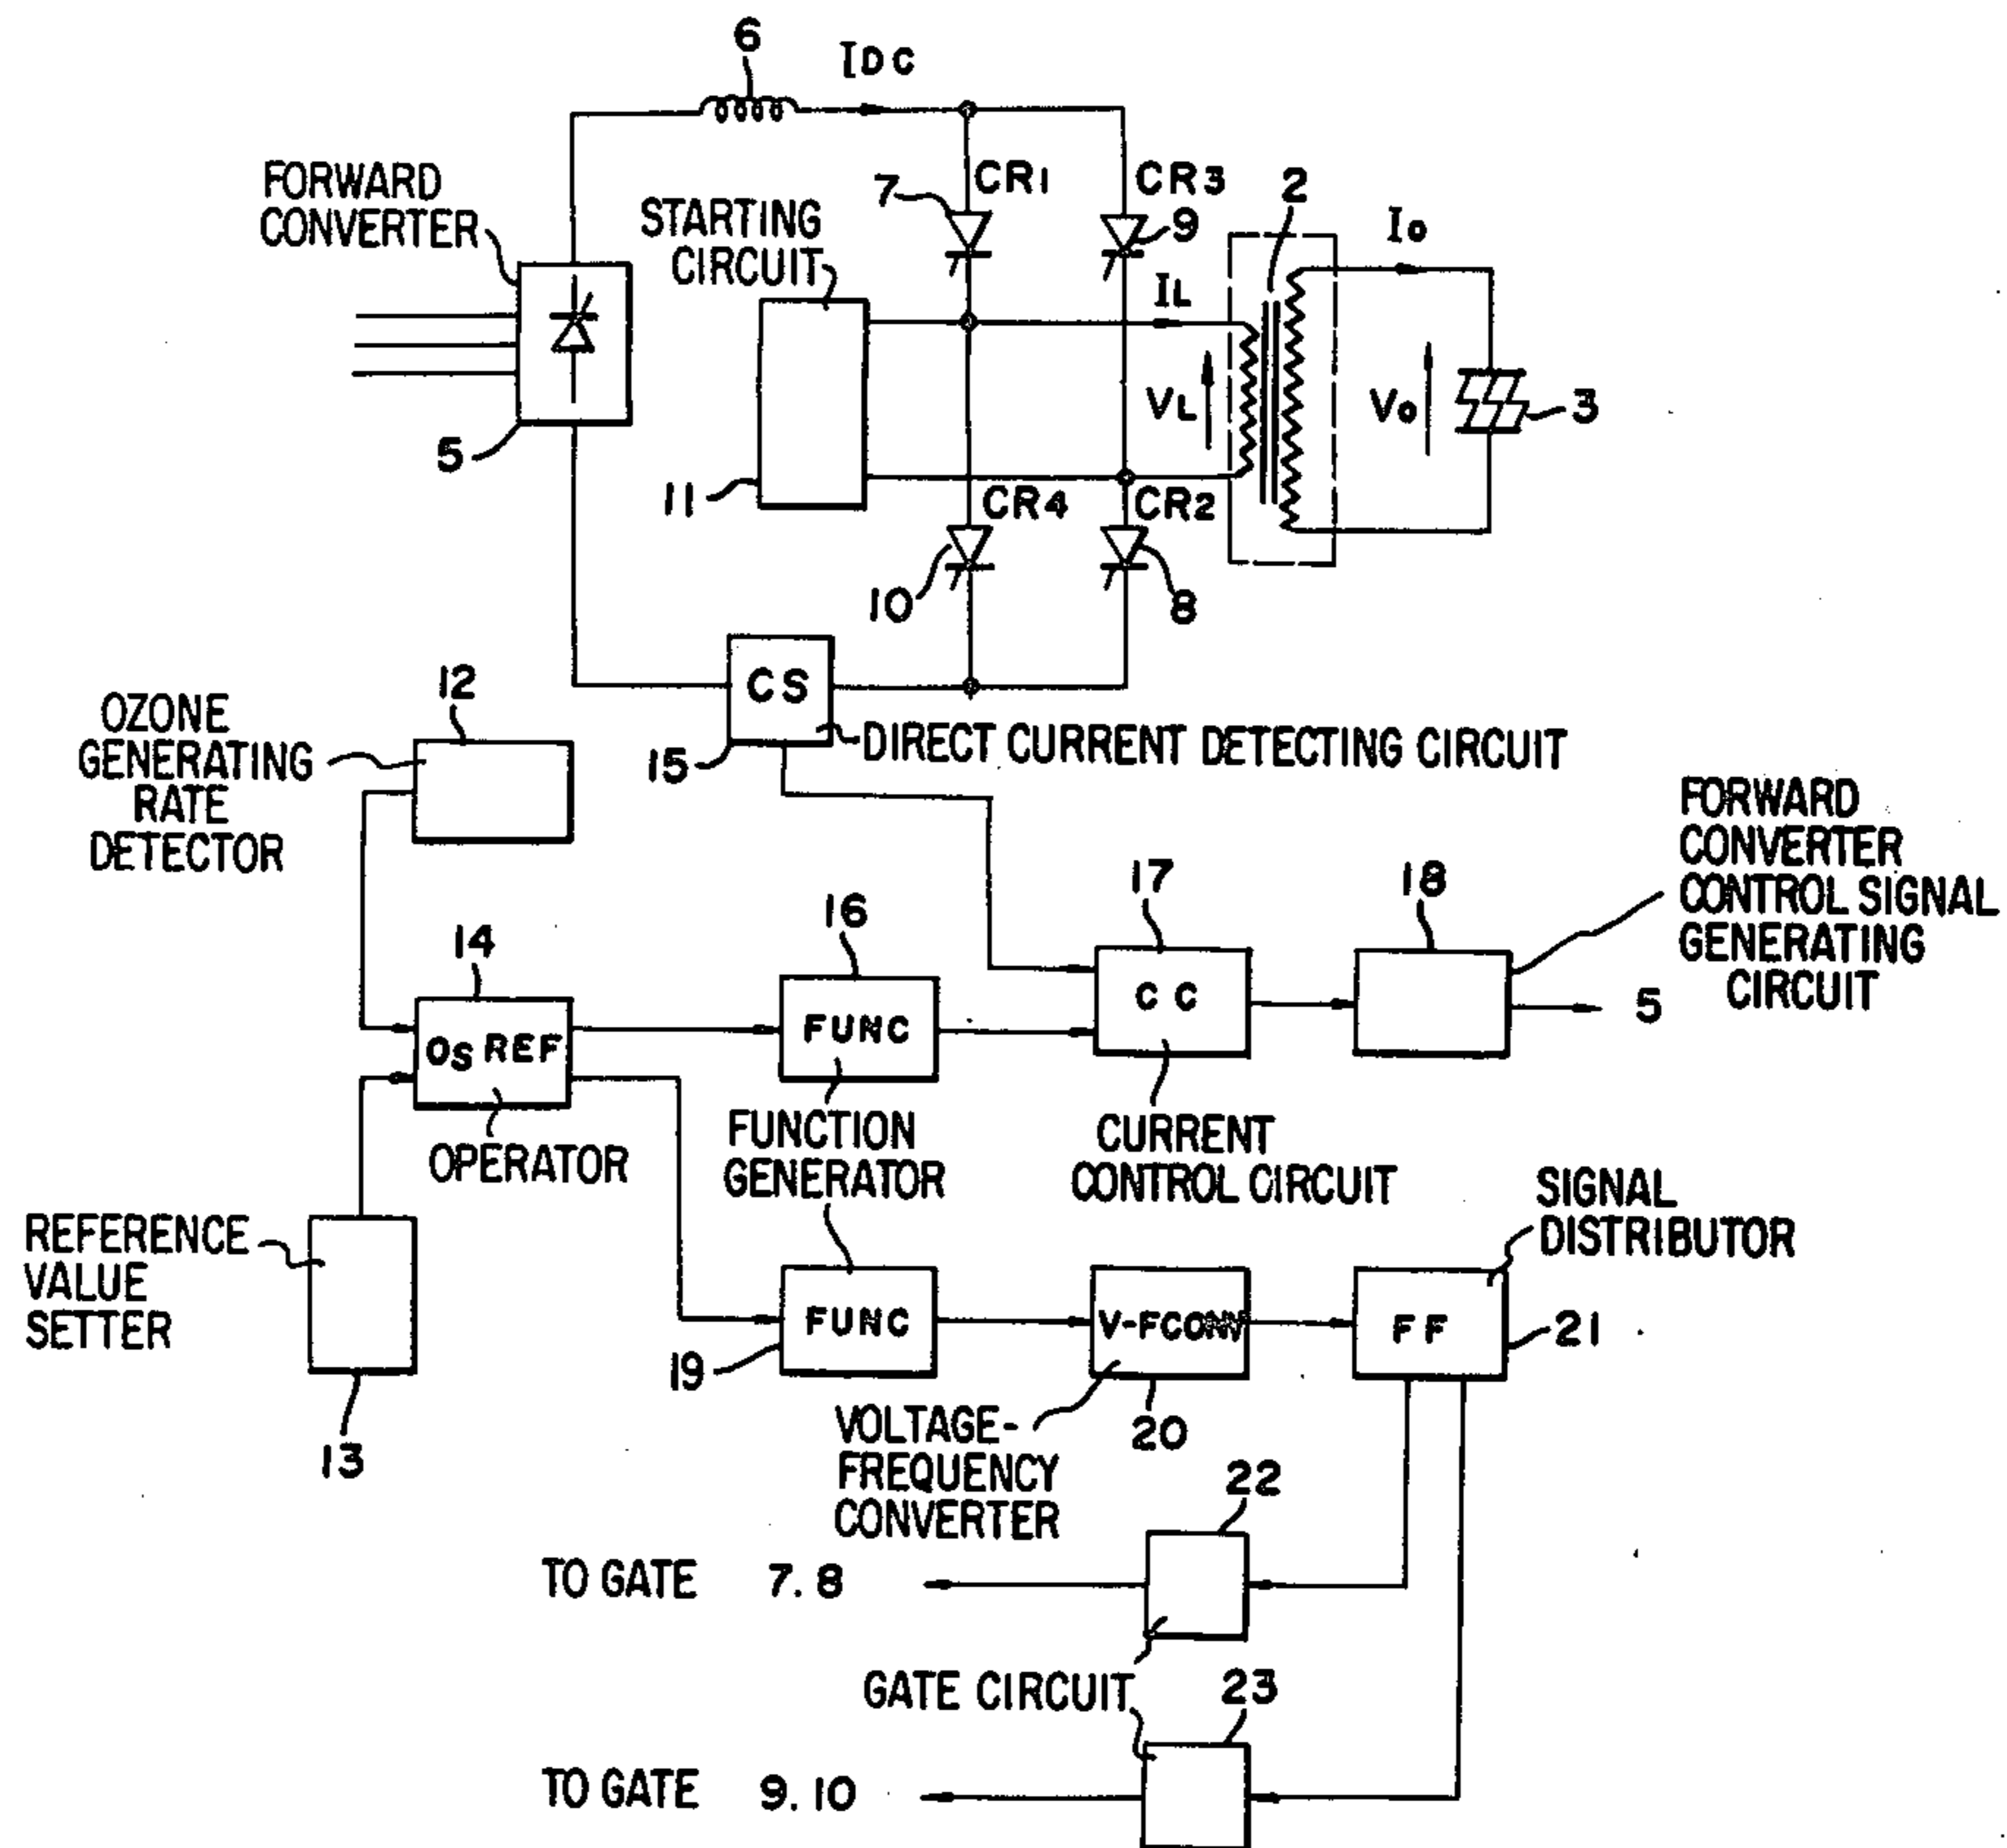 6
IDC
FORWARD
CONVERTER
STARTING
CIRCUIT
7
CR1
CR3
9
2
IO
IL
VL
VO
3
5
11
CR4
CR2
10
8
CS
15
DIRECT CURRENT DETECTING CIRCUIT
OZONE
GENERATING
RATE
DETECTOR
12
FORWARD
CONVERTER
CONTROL SIGNAL
GENERATING
CIRCUIT
14
16
17
18
OS REF
FUNC
CC
5
OPERATOR
FUNCTION
GENERATOR
CURRENT
CONTROL CIRCUIT
SIGNAL
DISTRIBUTOR
REFERENCE
VALUE
SETTER
13
FUNC
19
V-FCONV
20
FF
21
VOLTAGE-
FREQUENCY
CONVERTER
22
TO GATE 7.8
GATE CIRCUIT
23
TO GATE 9.10